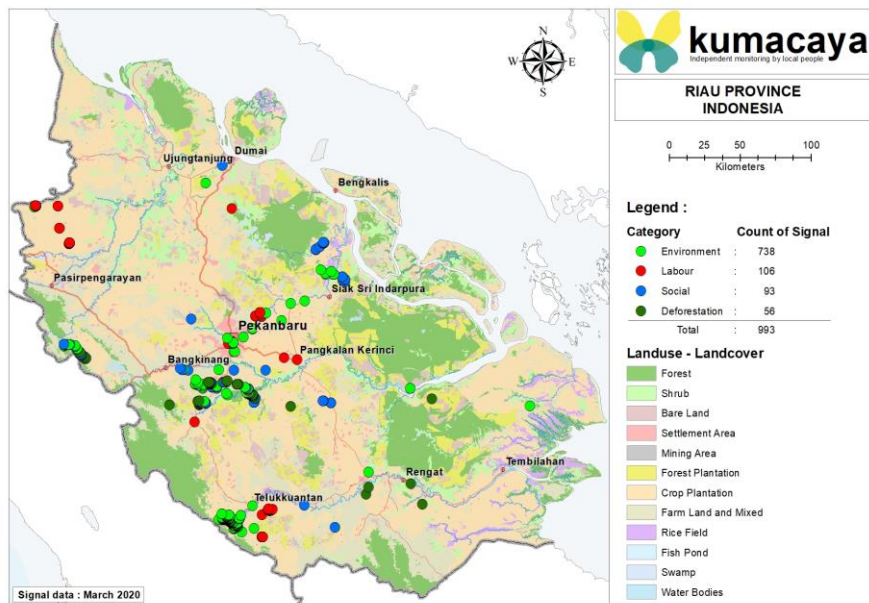 kumacaya
Independent monitoring by local people
RIAU PROVINCE
INDONESIA
0 25 50 100
Kilometers
Legend :
Category Count of Signal
Environment : 738
Labour : 106
Social : 93
Deforestation : 56
Total : 993
Landuse - Landcover
Forest
Shrub
Bare Land
Settlement Area
Mining Area
Forest Plantation
Crop Plantation
Farm Land and Mixed
Rice Field
Fish Pond
Swamp
Water Bodies
N
W E
S
Dumai
Ujungtanjung
Bengkalis
Pasirpengarayan
Siak Sri Indarpura
Pekanbaru
Bangkinang
Pangkalan Kerinci
Rengat
Tembilahan
Telukkuantan
Signal data : March 2020